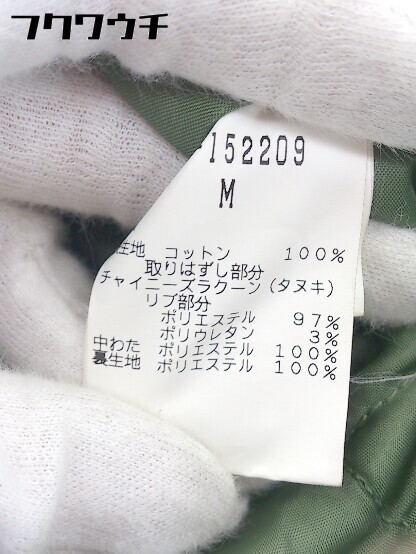 フクワウチ
-152209
M
生地 コットン 100%
取りはずし部分
チャイニーズラクーン(タヌキ)
リブ部分
ポリエステル 97%
ポリウレタン 3%
中わた ポリエステル 100%
裏生地 ポリエステル 100%